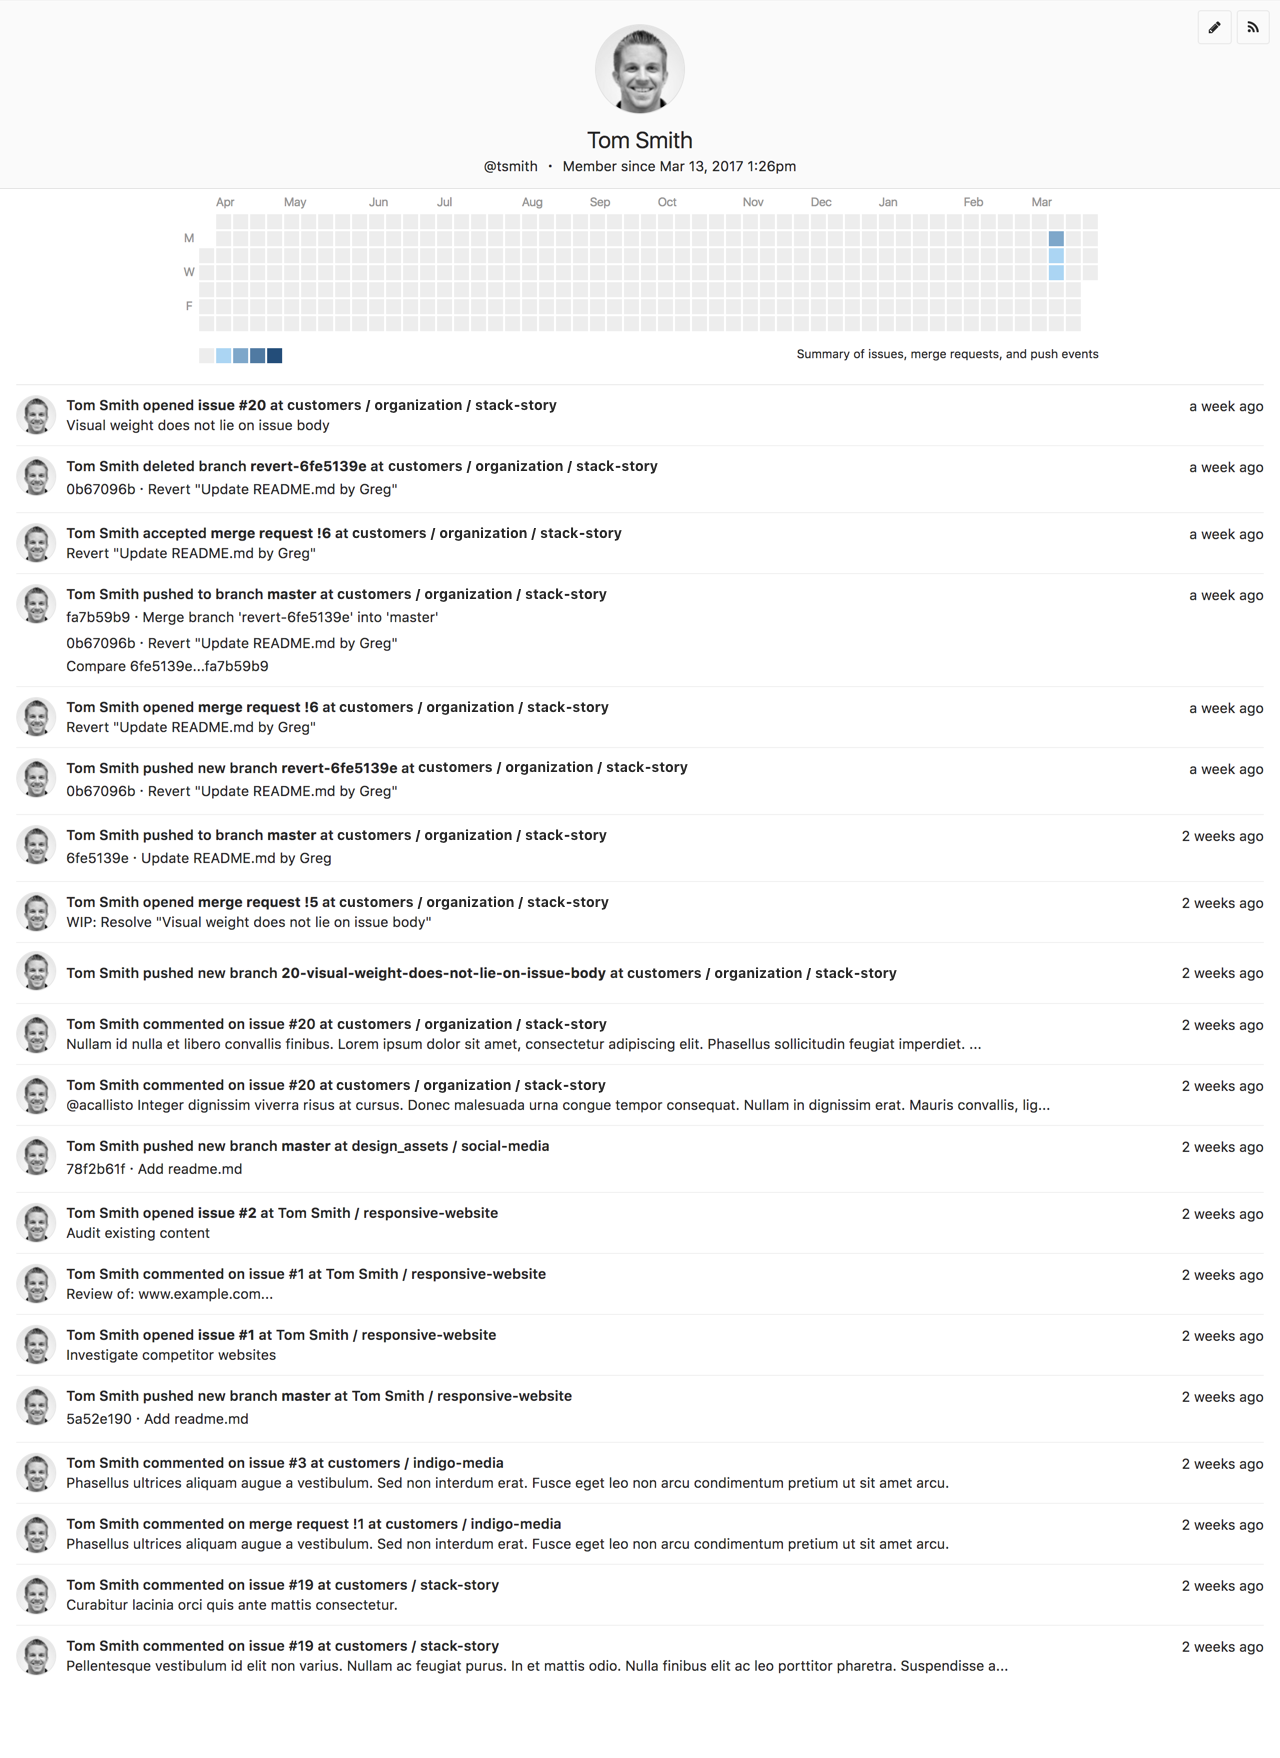 Tom Smith
@tsmith · Member since Mar 13, 2017 1:26pm
Apr May Jun Jul Aug Sep Oct Nov Dec Jan Feb Mar
M
W
F
Summary of issues, merge requests, and push events
Tom Smith opened issue #20 at customers / organization / stack-story a week ago
Visual weight does not lie on issue body
Tom Smith deleted branch revert-6fe5139e at customers / organization / stack-story a week ago
0b67096b · Revert "Update README.md by Greg"
Tom Smith accepted merge request !6 at customers / organization / stack-story a week ago
Revert "Update README.md by Greg"
Tom Smith pushed to branch master at customers / organization / stack-story a week ago
fa7b59b9 · Merge branch 'revert-6fe5139e' into 'master'
0b67096b · Revert "Update README.md by Greg"
Compare 6fe5139e...fa7b59b9
Tom Smith opened merge request !6 at customers / organization / stack-story a week ago
Revert "Update README.md by Greg"
Tom Smith pushed new branch revert-6fe5139e at customers / organization / stack-story a week ago
0b67096b · Revert "Update README.md by Greg"
Tom Smith pushed to branch master at customers / organization / stack-story 2 weeks ago
6fe5139e · Update README.md by Greg
Tom Smith opened merge request !5 at customers / organization / stack-story 2 weeks ago
WIP: Resolve "Visual weight does not lie on issue body"
Tom Smith pushed new branch 20-visual-weight-does-not-lie-on-issue-body at customers / organization / stack-story 2 weeks ago
Tom Smith commented on issue #20 at customers / organization / stack-story 2 weeks ago
Nullam id nulla et libero convallis finibus. Lorem ipsum dolor sit amet, consectetur adipiscing elit. Phasellus sollicitudin feugiat imperdiet. ...
Tom Smith commented on issue #20 at customers / organization / stack-story 2 weeks ago
@acallisto Integer dignissim viverra risus at cursus. Donec malesuada urna congue tempor consequat. Nullam in dignissim erat. Mauris convallis, lig...
Tom Smith pushed new branch master at design_assets / social-media 2 weeks ago
78f2b61f · Add readme.md
Tom Smith opened issue #2 at Tom Smith / responsive-website 2 weeks ago
Audit existing content
Tom Smith commented on issue #1 at Tom Smith / responsive-website 2 weeks ago
Review of: www.example.com...
Tom Smith opened issue #1 at Tom Smith / responsive-website 2 weeks ago
Investigate competitor websites
Tom Smith pushed new branch master at Tom Smith / responsive-website 2 weeks ago
5a52e190 · Add readme.md
Tom Smith commented on issue #3 at customers / indigo-media 2 weeks ago
Phasellus ultrices aliquam augue a vestibulum. Sed non interdum erat. Fusce eget leo non arcu condimentum pretium ut sit amet arcu.
Tom Smith commented on merge request !1 at customers / indigo-media 2 weeks ago
Phasellus ultrices aliquam augue a vestibulum. Sed non interdum erat. Fusce eget leo non arcu condimentum pretium ut sit amet arcu.
Tom Smith commented on issue #19 at customers / stack-story 2 weeks ago
Curabitur lacinia orci quis ante mattis consectetur.
Tom Smith commented on issue #19 at customers / stack-story 2 weeks ago
Pellentesque vestibulum id elit non varius. Nullam ac feugiat purus. In et mattis odio. Nulla finibus elit ac leo porttitor pharetra. Suspendisse a...